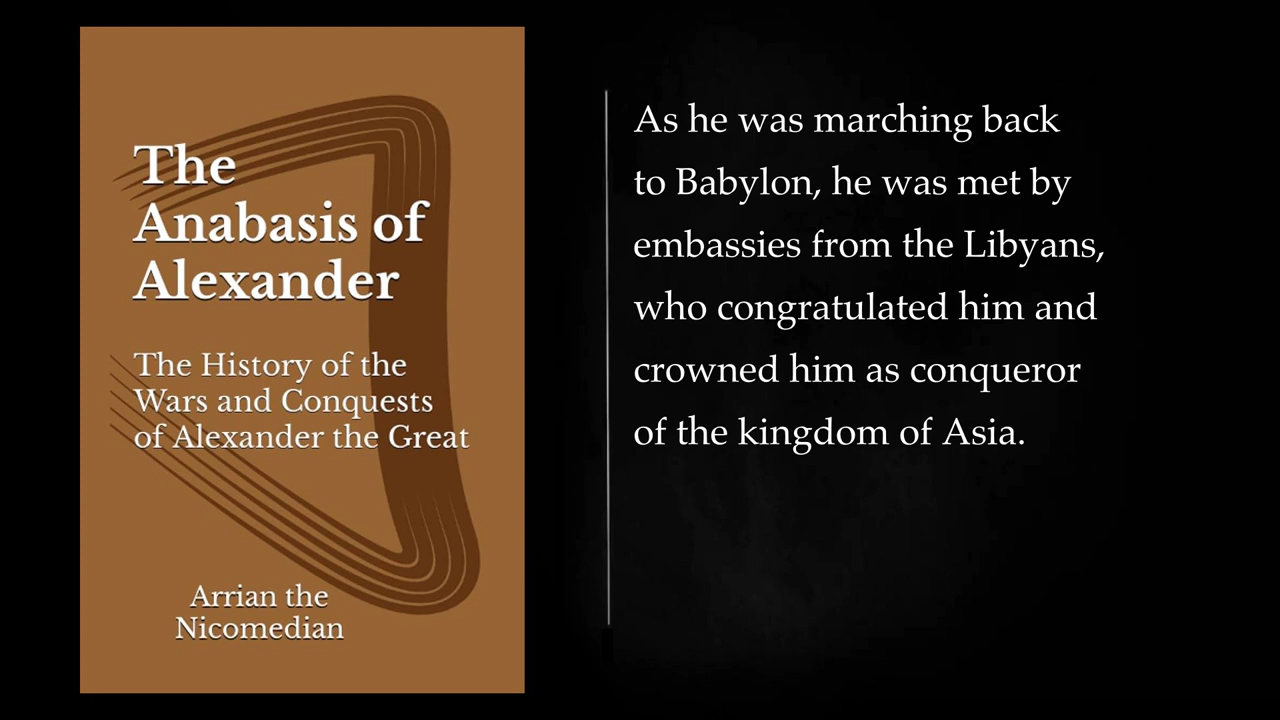 The
Anabasis of
Alexander
The History of the
Wars and Conquests
of Alexander the Great
Arrian the
Nicomedian
As he was marching back
to Babylon, he was met by
embassies from the Libyans,
who congratulated him and
crowned him as conqueror
of the kingdom of Asia.